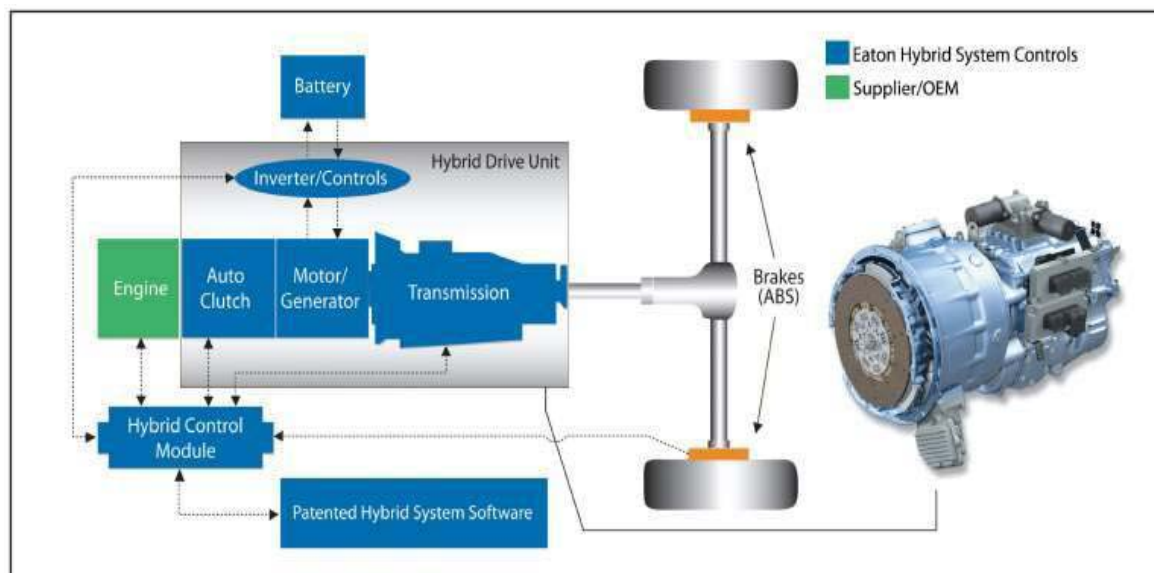 Eaton Hybrid System Controls
Supplier/OEM
Battery
Hybrid Drive Unit
Inverter/Controls
Engine
Auto
Clutch
Motor/
Generator
Transmission
Brakes
(ABS)
Hybrid Control
Module
Patented Hybrid System Software